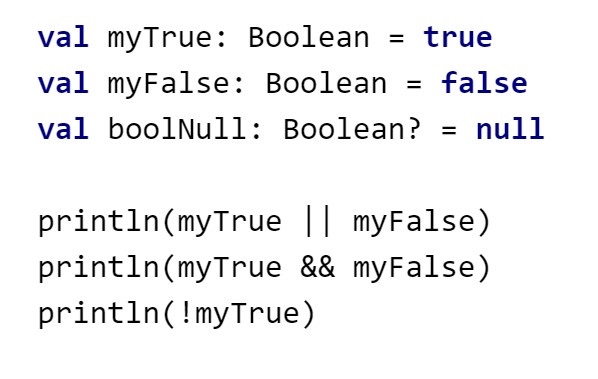 val myTrue: Boolean = true
val myFalse: Boolean = false
val boolNull: Boolean? = null
println(myTrue || myFalse)
println(myTrue && myFalse)
println(!myTrue)